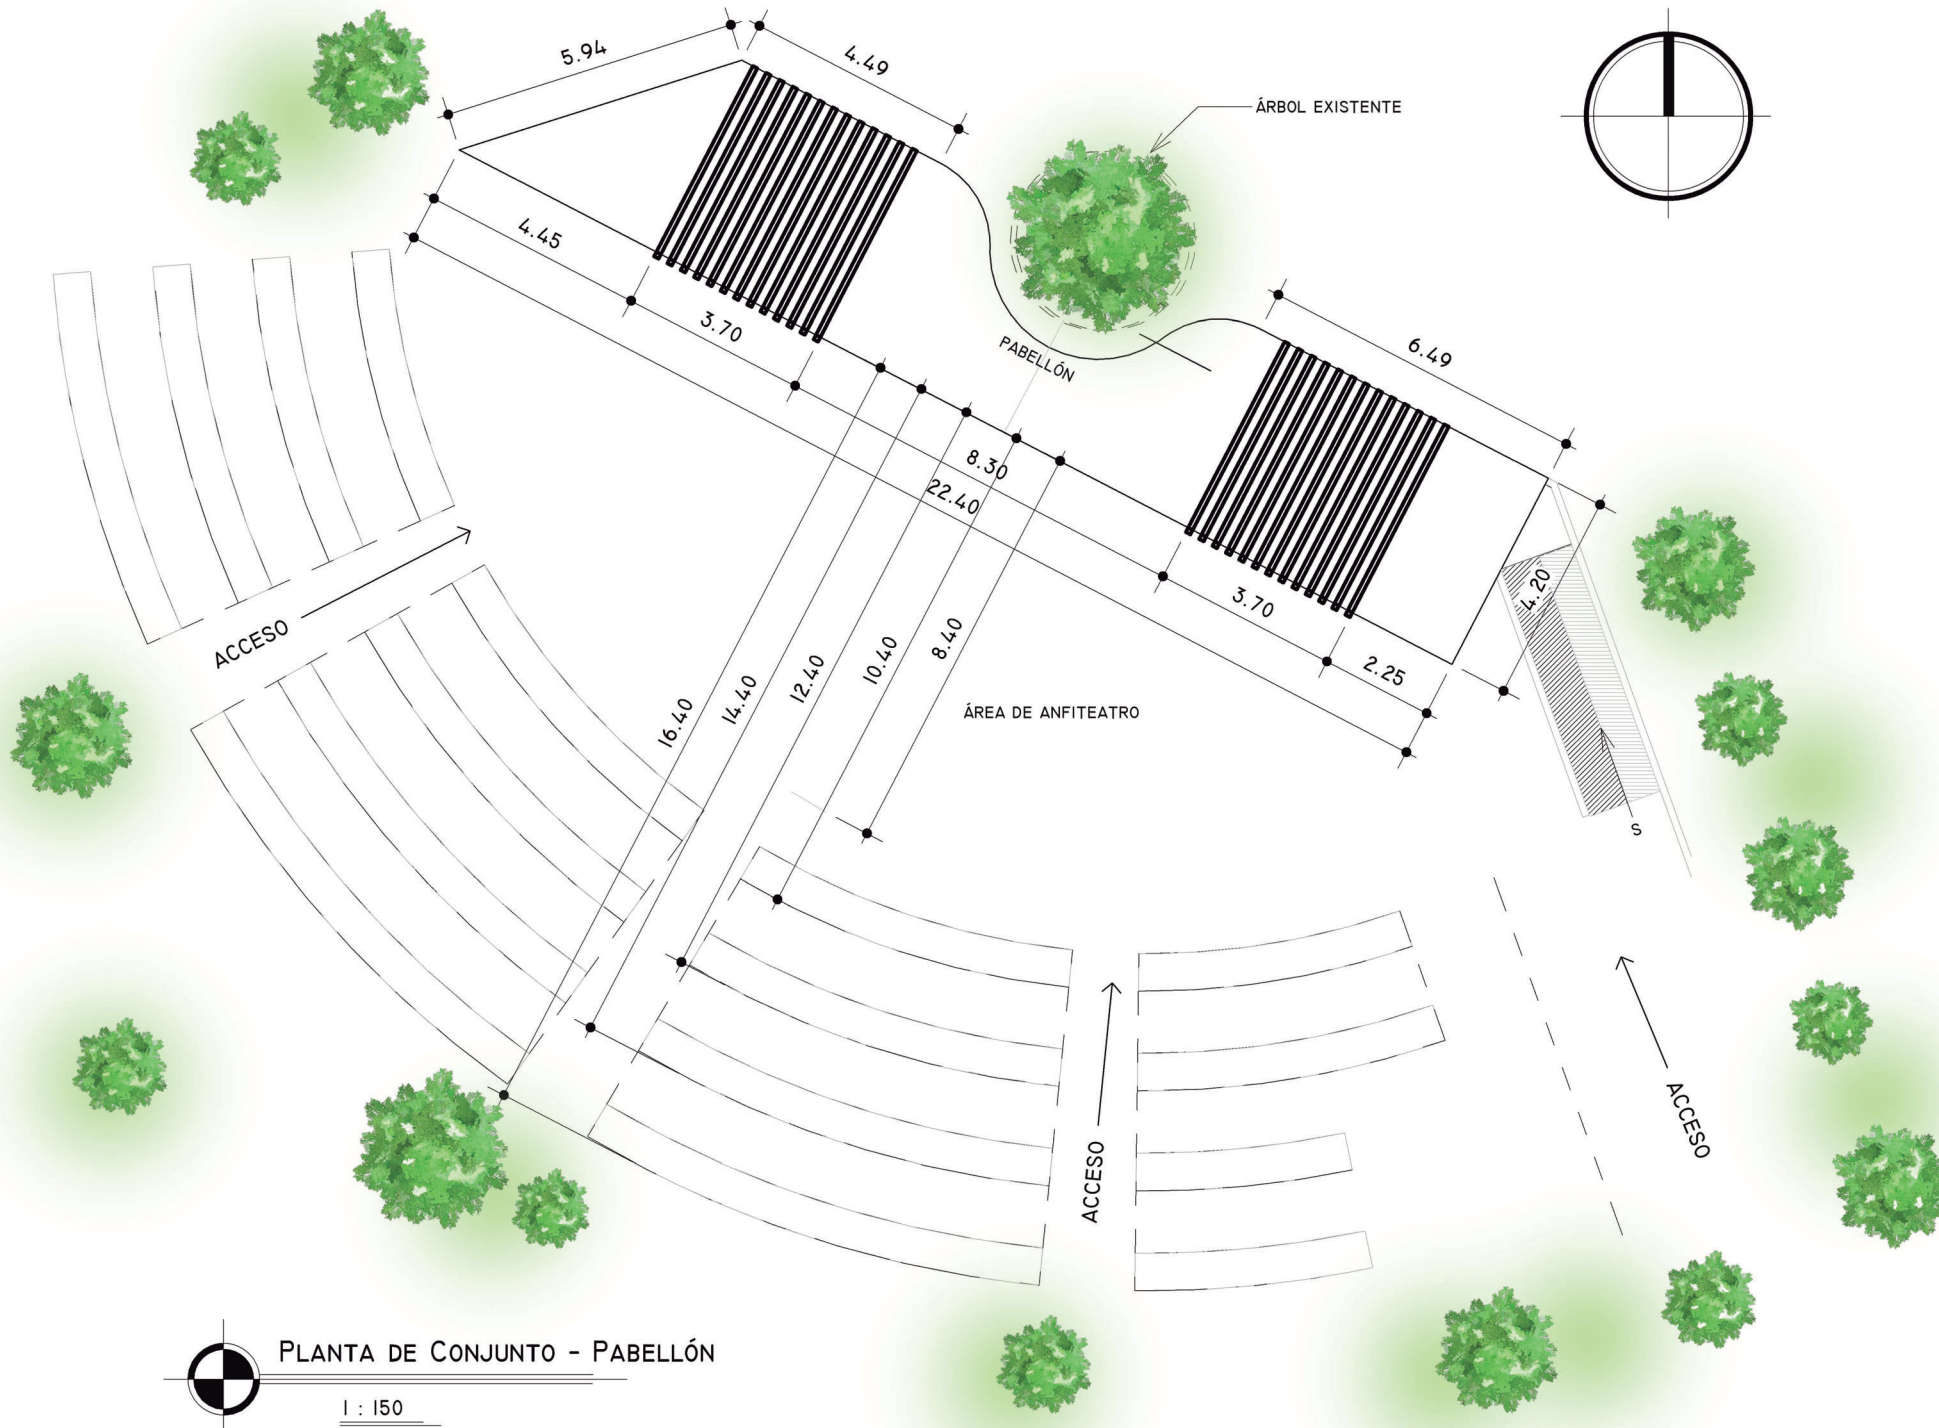 5.94
4.49
ÁRBOL EXISTENTE
4.45
3.70
PABELLÓN
6.49
8.30
22.40
4.20
3.70
2.25
ACCESO
16.40
14.40
12.40
10.40
8.40
ÁREA DE ANFITEATRO
S
ACCESO
ACCESO
PLANTA DE CONJUNTO - PABELLÓN
1 : 150